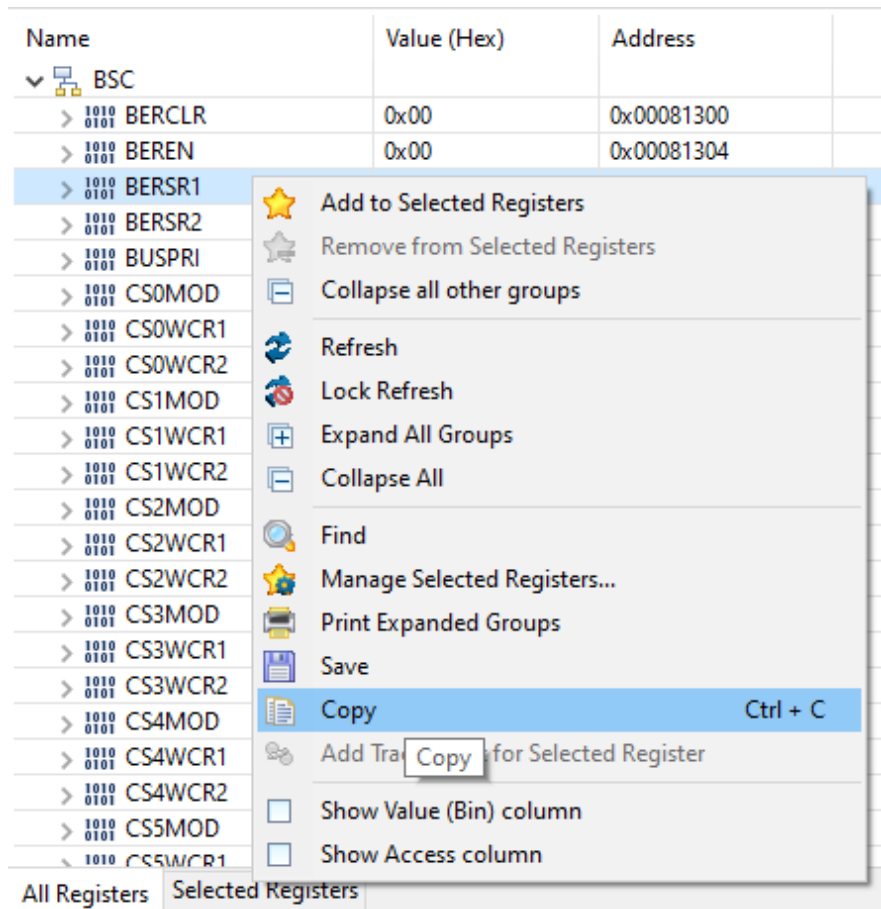 Name Value (Hex) Address
BSC
BERCLR 0x00 0x00081300
BEREN 0x00 0x00081304
BERSR1
BERSR2
BUSPRI
CS0MOD
CS0WCR1
CS0WCR2
CS1MOD
CS1WCR1
CS1WCR2
CS2MOD
CS2WCR1
CS2WCR2
CS3MOD
CS3WCR1
CS3WCR2
CS4MOD
CS4WCR1
CS4WCR2
CS5MOD
CS5WCR1
Add to Selected Registers
Remove from Selected Registers
Collapse all other groups
Refresh
Lock Refresh
Expand All Groups
Collapse All
Find
Manage Selected Registers...
Print Expanded Groups
Save
Copy Ctrl + C
Add for Selected Register
Copy
Show Value (Bin) column
Show Access column
All Registers Selected Registers